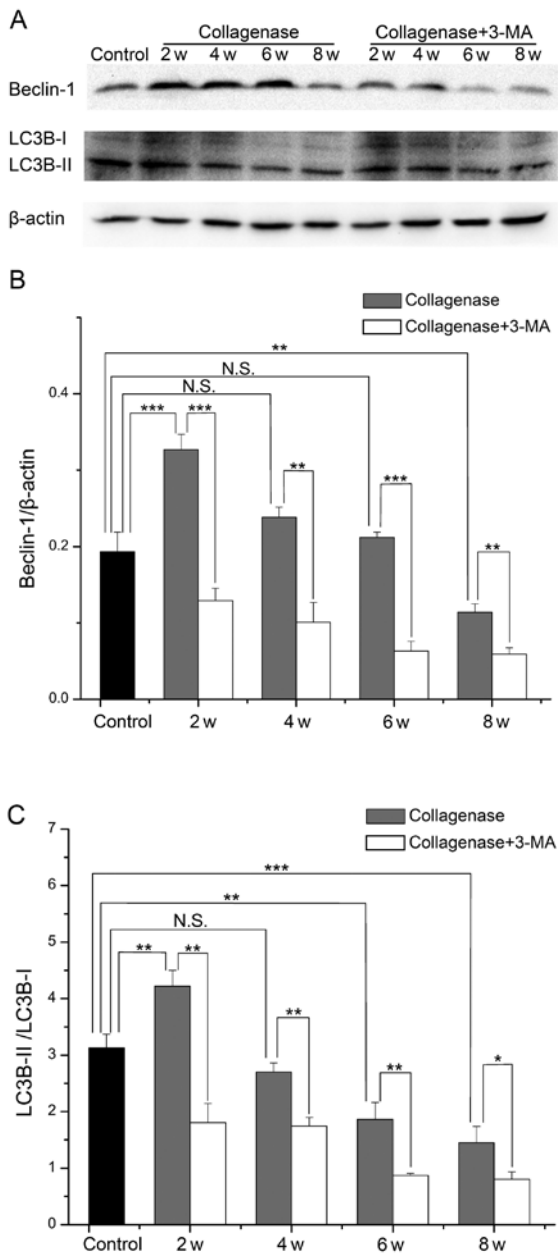 A
Collagenase
Collagenase+3-MA
Control 2 w 4 w 6 w 8 w 2 w 4 w 6 w 8 w
Beclin-1
LC3B-I
LC3B-II
β-actin
B
Collagenase
Collagenase+3-MA
**
N.S.
N.S.
*** ***
**
***
**
0.4
0.2
0.0
Beclin-1/β-actin
Control 2 w 4 w 6 w 8 w
C
Collagenase
Collagenase+3-MA
***
**
N.S.
** **
**
**
*
7
6
5
4
3
2
1
0
LC3B-II /LC3B-I
Control 2 w 4 w 6 w 8 w